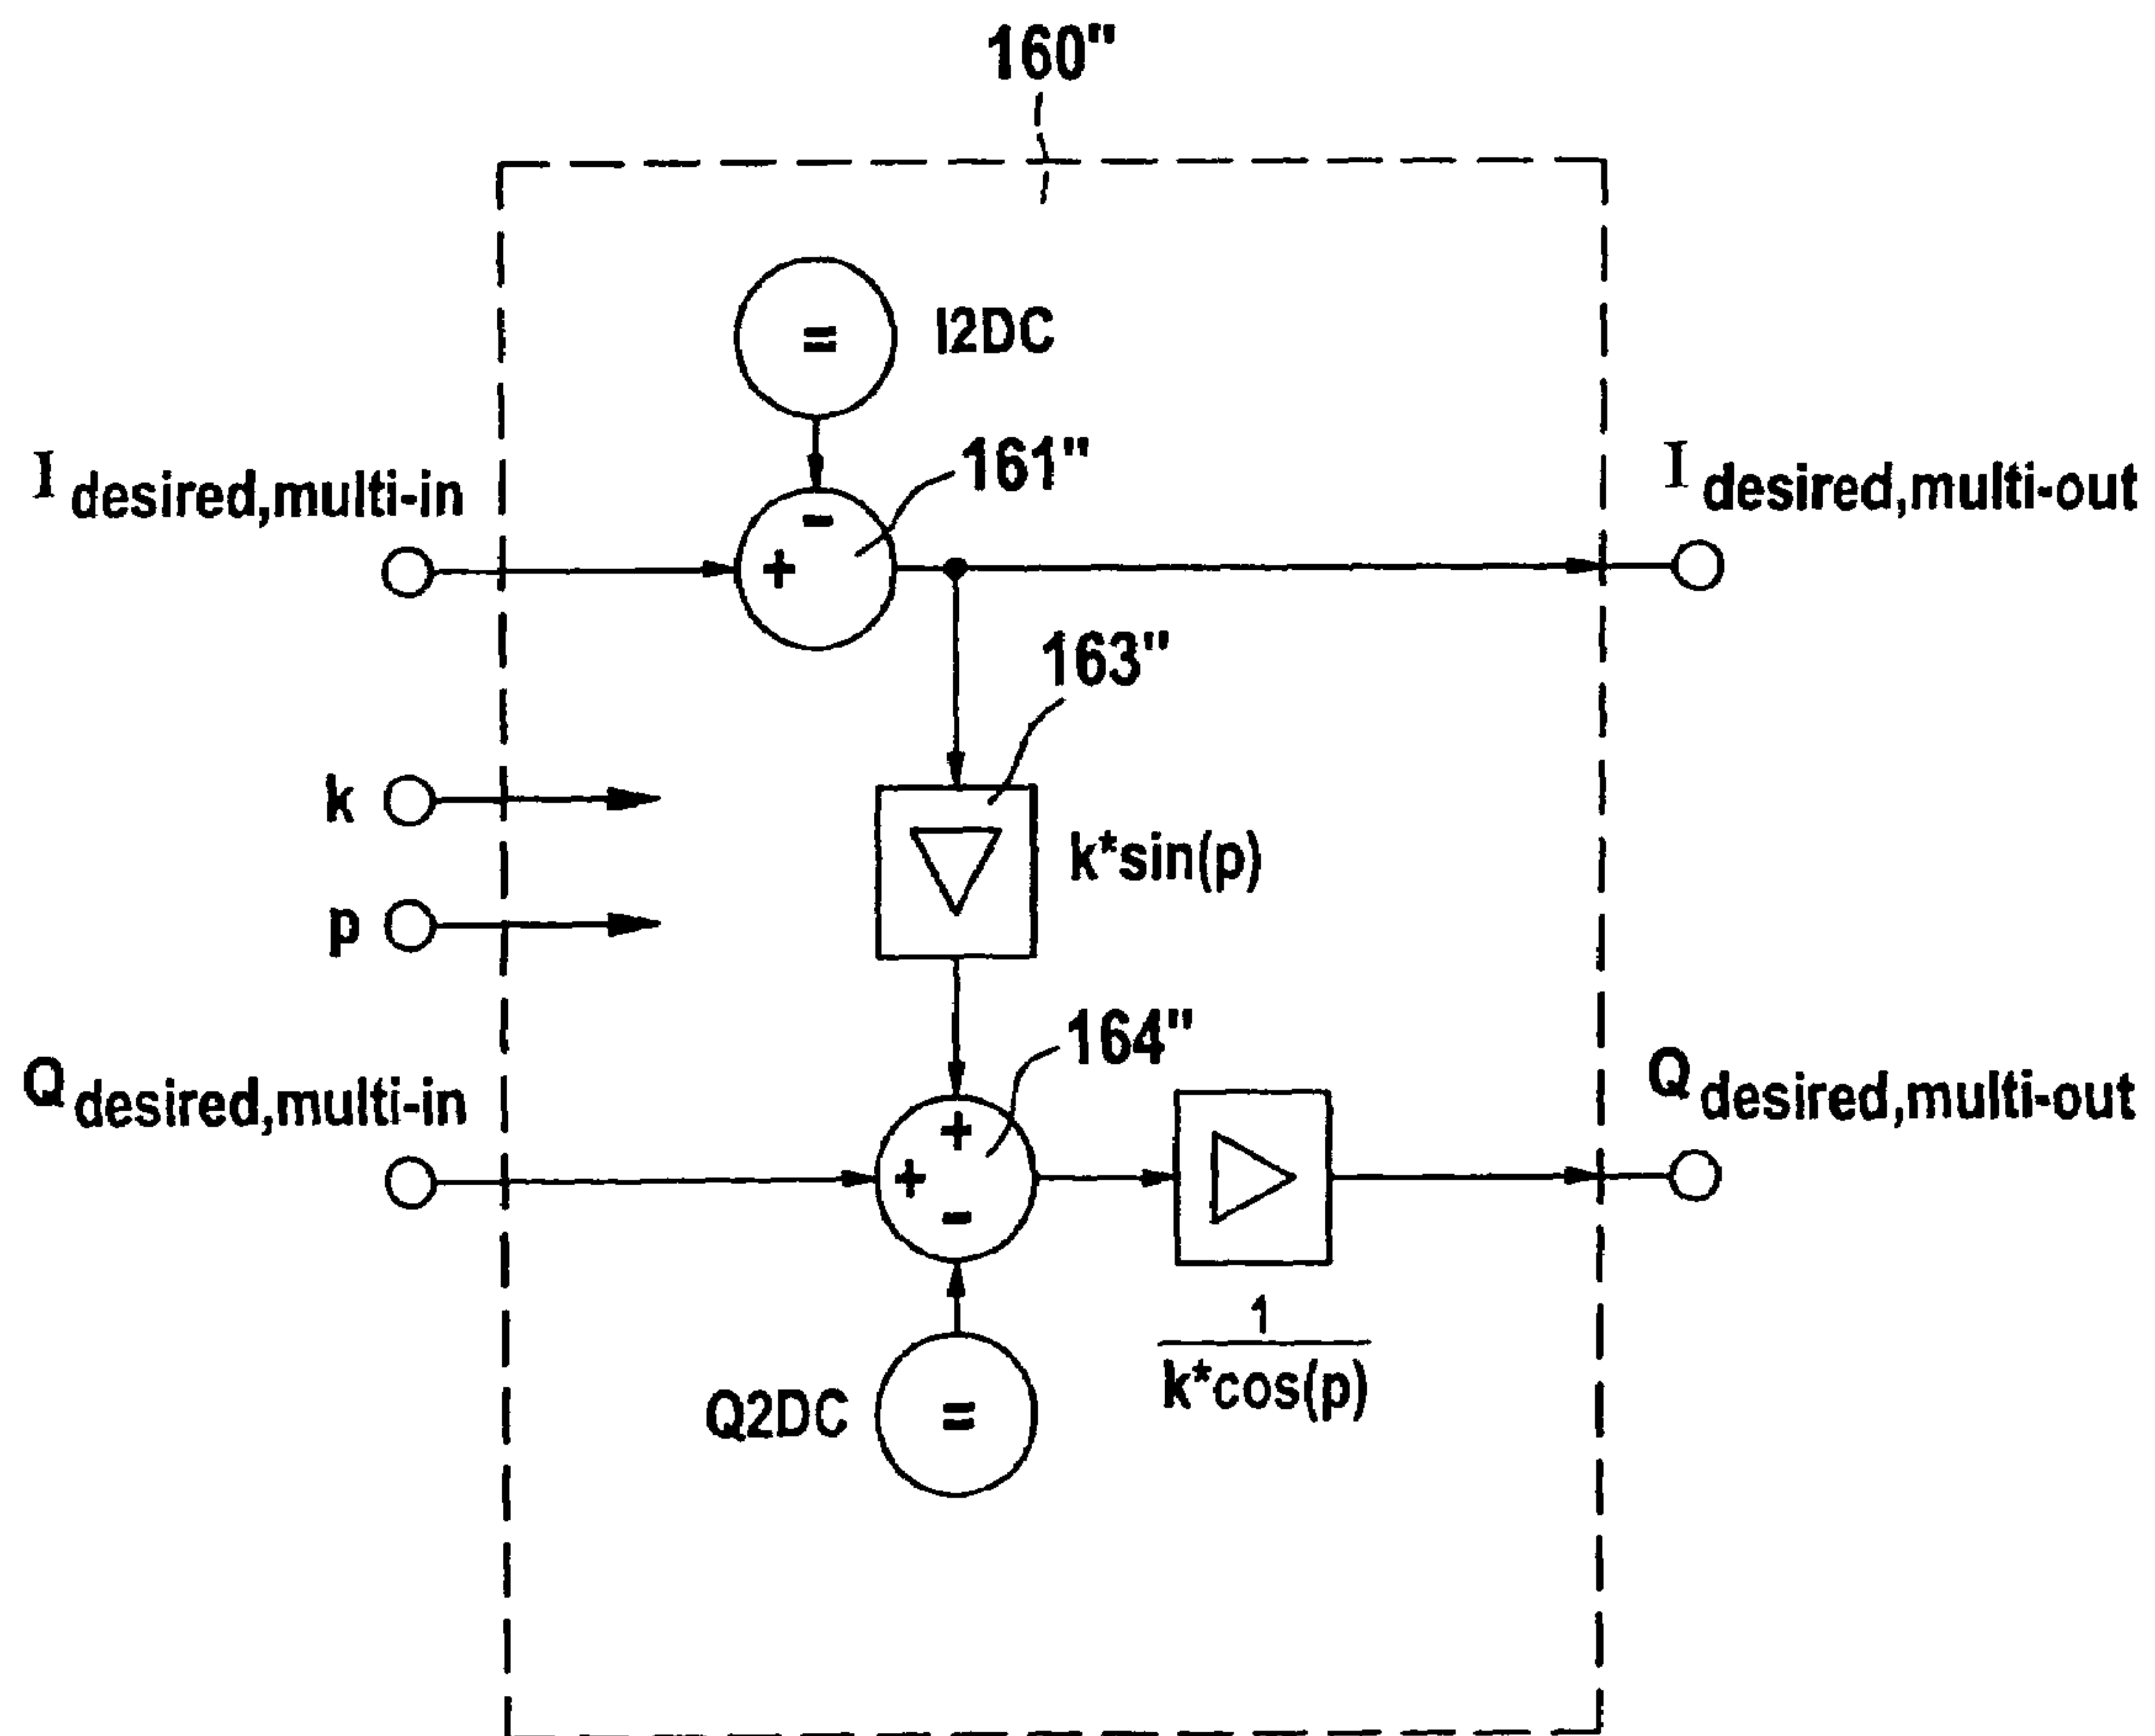 160"
= I2DC
I desired,multi-in
161"
I desired,multi-out
-
+
163"
k
k*sin(p)
p
164"
Q desired,multi-in
Q desired,multi-out
+
+
-
1
k*cos(p)
Q2DC =